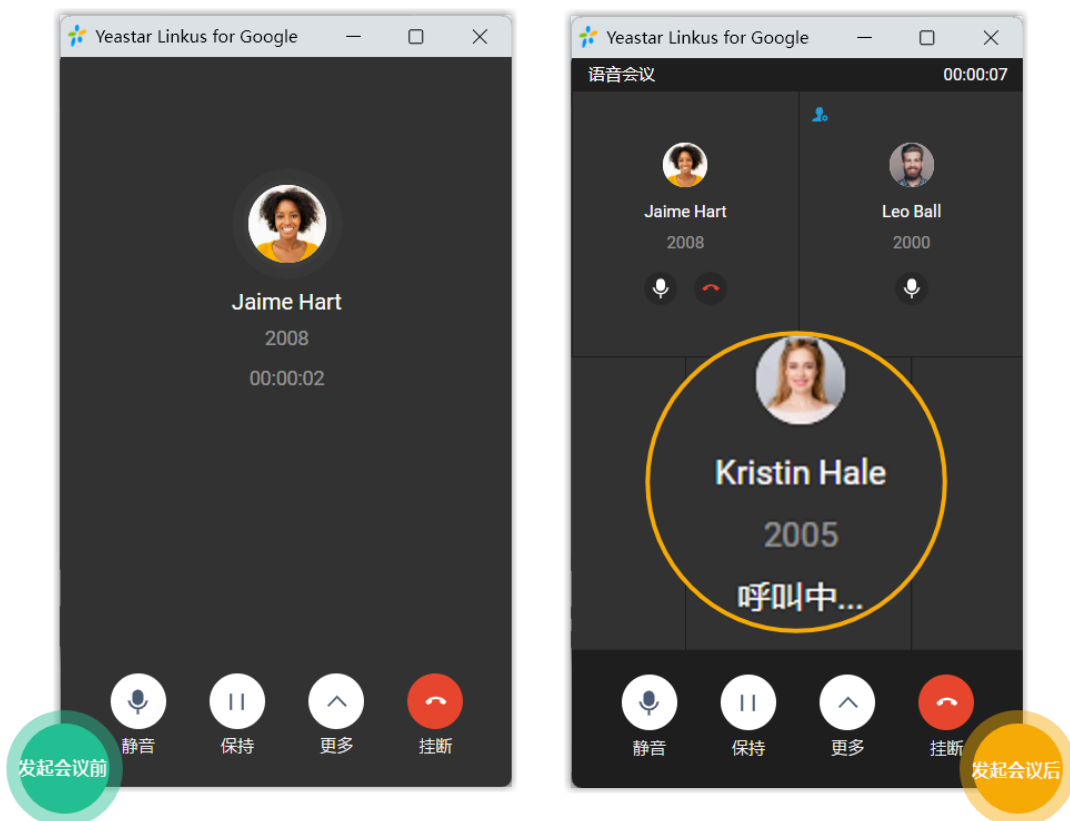 Yeastar Linkus for Google
Jaime Hart
2008
00:00:02
静音
保持
更多
挂断
发起会议前
Yeastar Linkus for Google
语音会议
00:00:07
Jaime Hart
2008
Leo Ball
2000
Kristin Hale
2005
呼叫中...
静音
保持
更多
挂断
发起会议后